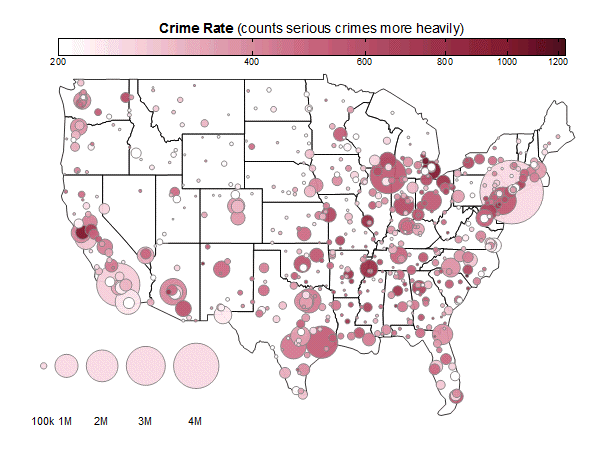 Crime Rate (counts serious crimes more heavily)
200 400 600 800 1000 1200
100k 1M 2M 3M 4M